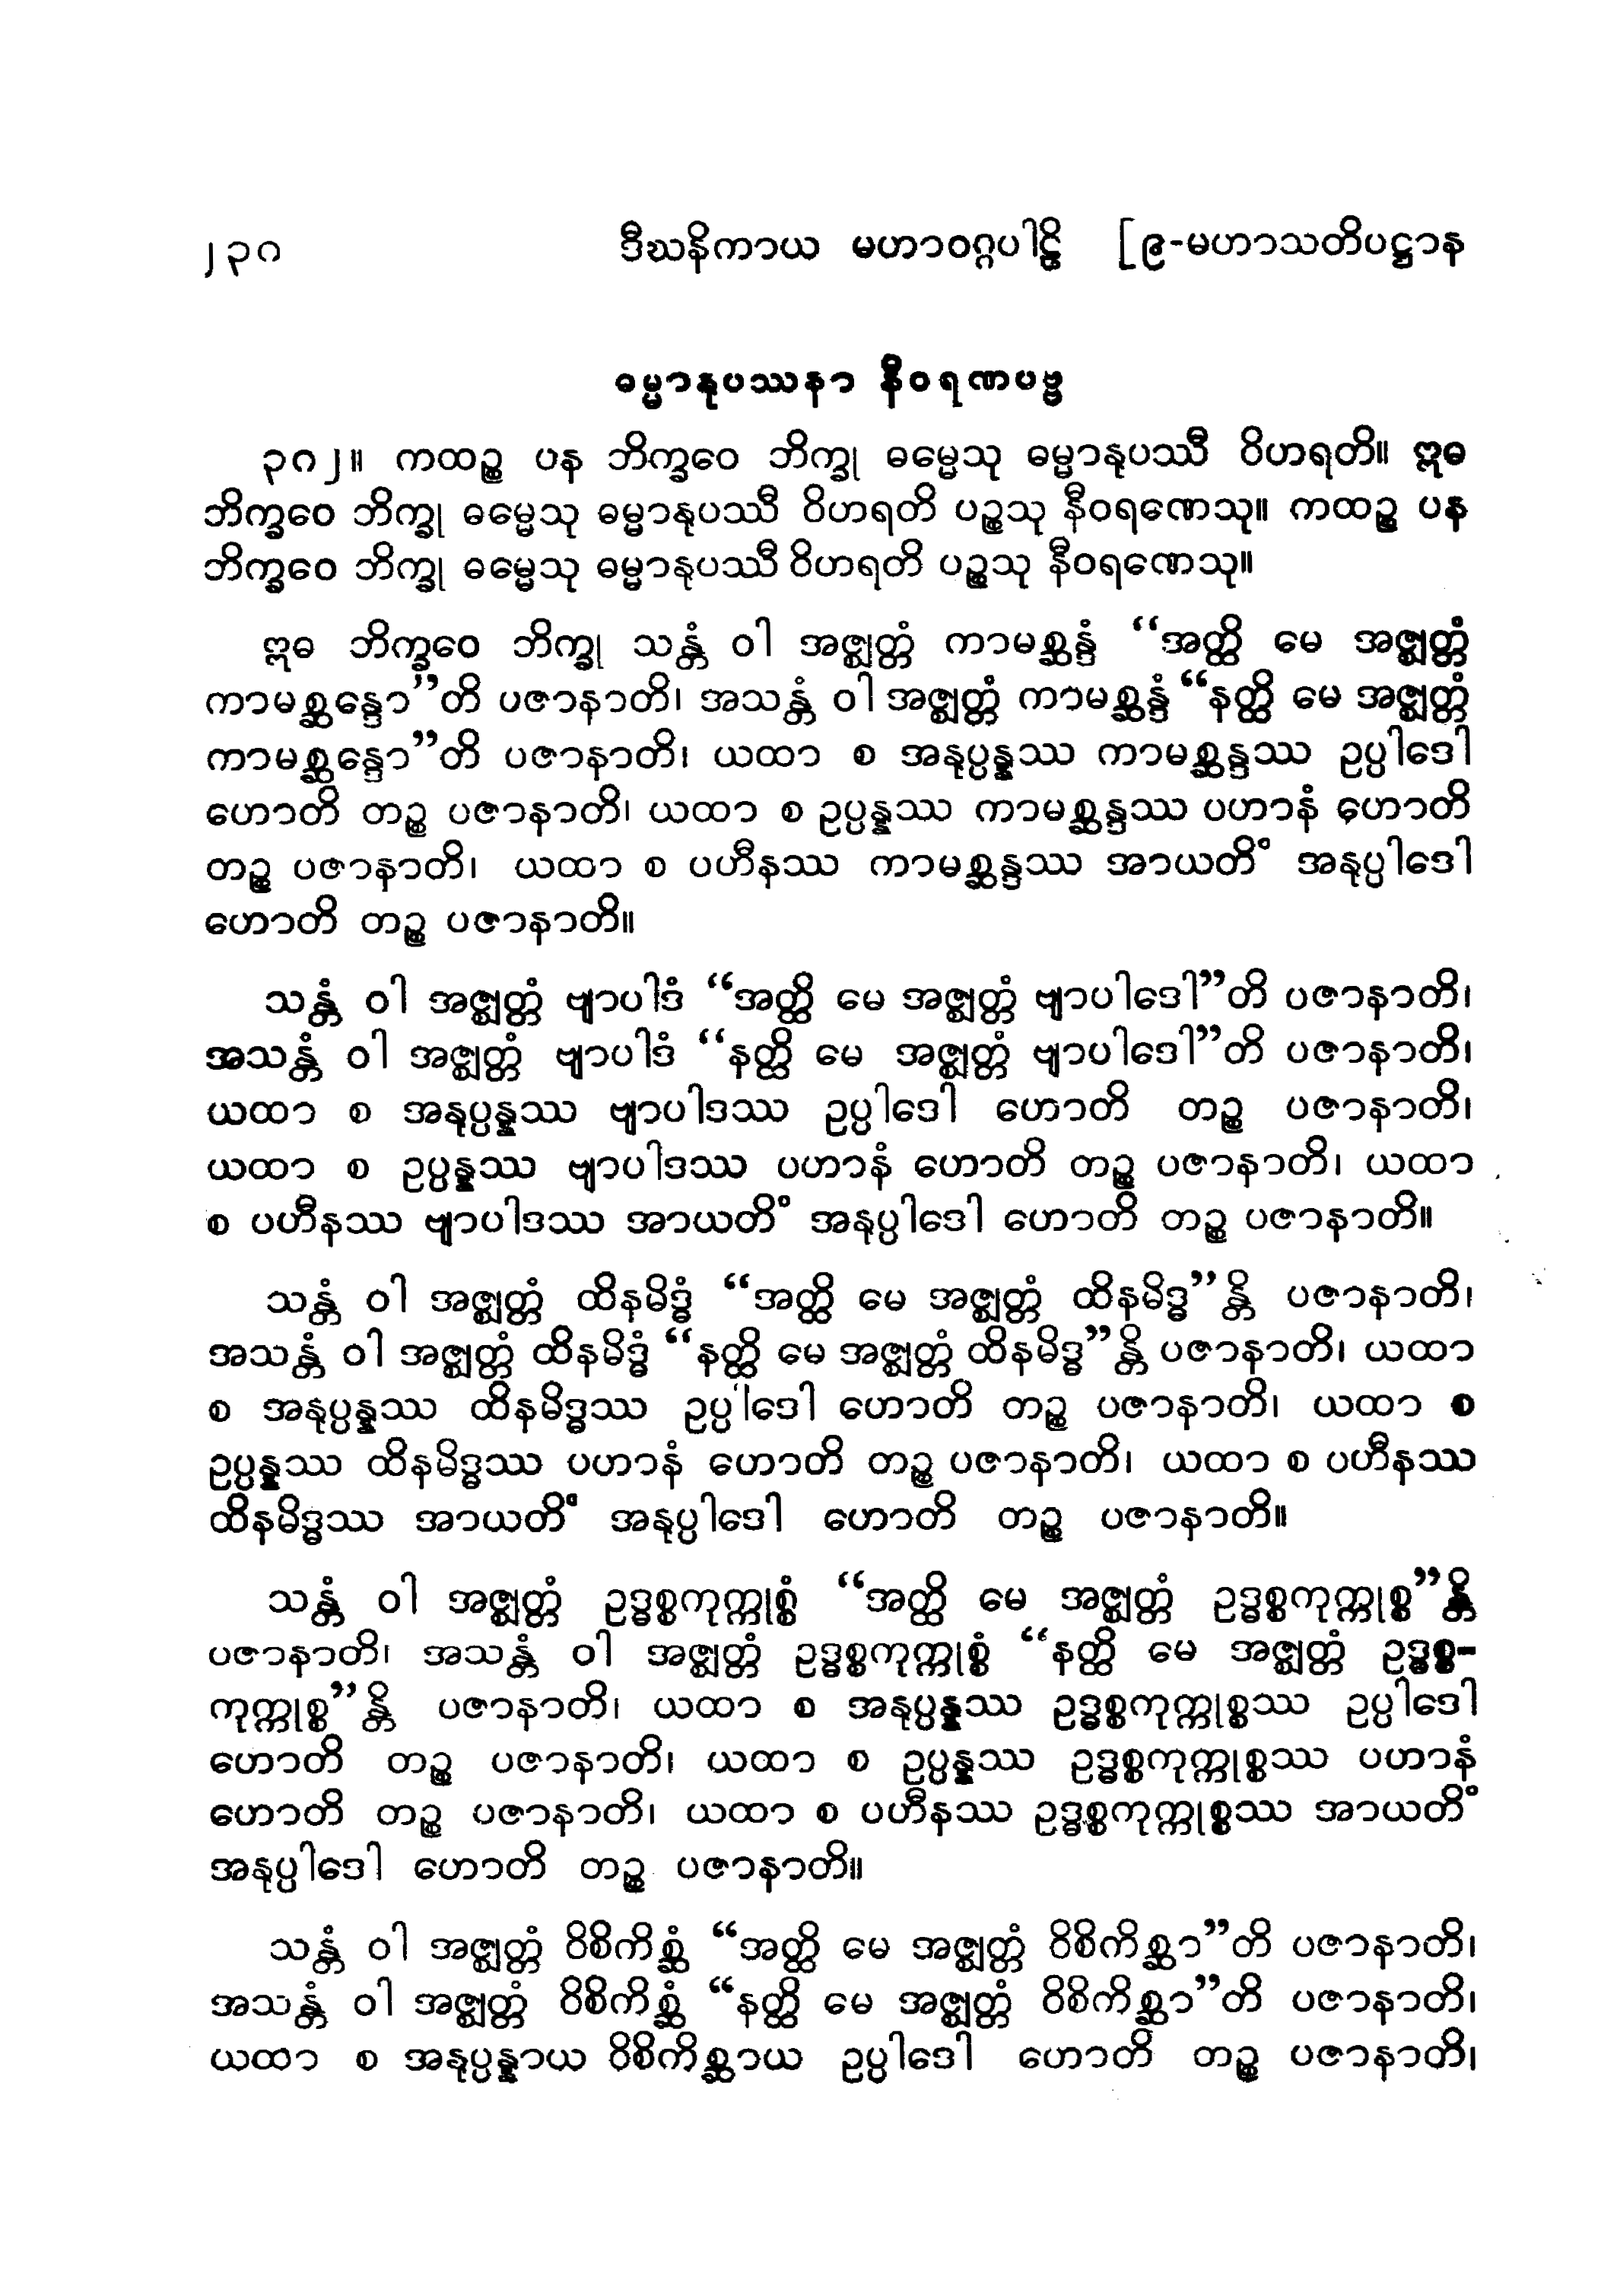 ၂၃၈ ဒီဃနိကာယ မဟာဝဂ္ဂပါဠိ [၉-မဟာသတိပဋ္ဌာန
ဓမ္မာနုပဿနာ နီဝရဏပဗ္ဗ
၃၈၂။ ကထဉ္စ ပန ဘိက္ခဝေ ဘိက္ခု ဓမ္မေသု ဓမ္မာနုပဿီ ဝိဟရတိ။ ဣဓ
ဘိက္ခဝေ ဘိက္ခု ဓမ္မေသု ဓမ္မာနုပဿီ ဝိဟရတိ ပဉ္စသု နီဝရဏေသု။ ကထဉ္စ ပန
ဘိက္ခဝေ ဘိက္ခု ဓမ္မေသု ဓမ္မာနုပဿီ ဝိဟရတိ ပဉ္စသု နီဝရဏေသု။
ဣဓ ဘိက္ခဝေ ဘိက္ခု သန္တံ ဝါ အဇ္ဈတ္တံ ကာမစ္ဆန္ဒံ “အတ္ထိ မေ အဇ္ဈတ္တံ
ကာမစ္ဆန္ဒော”တိ ပဇာနာတိ၊ အသန္တံ ဝါ အဇ္ဈတ္တံ ကာမစ္ဆန္ဒံ “နတ္ထိ မေ အဇ္ဈတ္တံ
ကာမစ္ဆန္ဒော”တိ ပဇာနာတိ၊ ယထာ စ အနုပ္ပန္နဿ ကာမစ္ဆန္ဒဿ ဥပ္ပါဒေါ
ဟောတိ တဉ္စ ပဇာနာတိ၊ ယထာ စ ဥပ္ပန္နဿ ကာမစ္ဆန္ဒဿ ပဟာနံ ဟောတိ
တဉ္စ ပဇာနာတိ၊ ယထာ စ ပဟီနဿ ကာမစ္ဆန္ဒဿ အာယတိံ အနုပ္ပါဒေါ
ဟောတိ တဉ္စ ပဇာနာတိ။
သန္တံ ဝါ အဇ္ဈတ္တံ ဗျာပါဒံ “အတ္ထိ မေ အဇ္ဈတ္တံ ဗျာပါဒေါ”တိ ပဇာနာတိ၊
အသန္တံ ဝါ အဇ္ဈတ္တံ ဗျာပါဒံ “နတ္ထိ မေ အဇ္ဈတ္တံ ဗျာပါဒေါ”တိ ပဇာနာတိ၊
ယထာ စ အနုပ္ပန္နဿ ဗျာပါဒဿ ဥပ္ပါဒေါ ဟောတိ တဉ္စ ပဇာနာတိ၊
ယထာ စ ဥပ္ပန္နဿ ဗျာပါဒဿ ပဟာနံ ဟောတိ တဉ္စ ပဇာနာတိ၊ ယထာ
စ ပဟီနဿ ဗျာပါဒဿ အာယတိံ အနုပ္ပါဒေါ ဟောတိ တဉ္စ ပဇာနာတိ။
သန္တံ ဝါ အဇ္ဈတ္တံ ထိနမိဒ္ဓံ “အတ္ထိ မေ အဇ္ဈတ္တံ ထိနမိဒ္ဓ”န္တိ ပဇာနာတိ၊
အသန္တံ ဝါ အဇ္ဈတ္တံ ထိနမိဒ္ဓံ “နတ္ထိ မေ အဇ္ဈတ္တံ ထိနမိဒ္ဓ”န္တိ ပဇာနာတိ၊ ယထာ
စ အနုပ္ပန္နဿ ထိနမိဒ္ဓဿ ဥပ္ပါဒေါ ဟောတိ တဉ္စ ပဇာနာတိ၊ ယထာ စ
ဥပ္ပန္နဿ ထိနမိဒ္ဓဿ ပဟာနံ ဟောတိ တဉ္စ ပဇာနာတိ၊ ယထာ စ ပဟီနဿ
ထိနမိဒ္ဓဿ အာယတိံ အနုပ္ပါဒေါ ဟောတိ တဉ္စ ပဇာနာတိ။
သန္တံ ဝါ အဇ္ဈတ္တံ ဥဒ္ဓစ္စကုက္ကုစ္စံ “အတ္ထိ မေ အဇ္ဈတ္တံ ဥဒ္ဓစ္စကုက္ကုစ္စ”န္တိ
ပဇာနာတိ၊ အသန္တံ ဝါ အဇ္ဈတ္တံ ဥဒ္ဓစ္စကုက္ကုစ္စံ “နတ္ထိ မေ အဇ္ဈတ္တံ ဥဒ္ဓစ္စ-
ကုက္ကုစ္စ”န္တိ ပဇာနာတိ၊ ယထာ စ အနုပ္ပန္နဿ ဥဒ္ဓစ္စကုက္ကုစ္စဿ ဥပ္ပါဒေါ
ဟောတိ တဉ္စ ပဇာနာတိ၊ ယထာ စ ဥပ္ပန္နဿ ဥဒ္ဓစ္စကုက္ကုစ္စဿ ပဟာနံ
ဟောတိ တဉ္စ ပဇာနာတိ၊ ယထာ စ ပဟီနဿ ဥဒ္ဓစ္စကုက္ကုစ္စဿ အာယတိံ
အနုပ္ပါဒေါ ဟောတိ တဉ္စ ပဇာနာတိ။
သန္တံ ဝါ အဇ္ဈတ္တံ ဝိစိကိစ္ဆံ “အတ္ထိ မေ အဇ္ဈတ္တံ ဝိစိကိစ္ဆာ”တိ ပဇာနာတိ၊
အသန္တံ ဝါ အဇ္ဈတ္တံ ဝိစိကိစ္ဆံ “နတ္ထိ မေ အဇ္ဈတ္တံ ဝိစိကိစ္ဆာ”တိ ပဇာနာတိ၊
ယထာ စ အနုပ္ပန္နာယ ဝိစိကိစ္ဆာယ ဥပ္ပါဒေါ ဟောတိ တဉ္စ ပဇာနာတိ၊